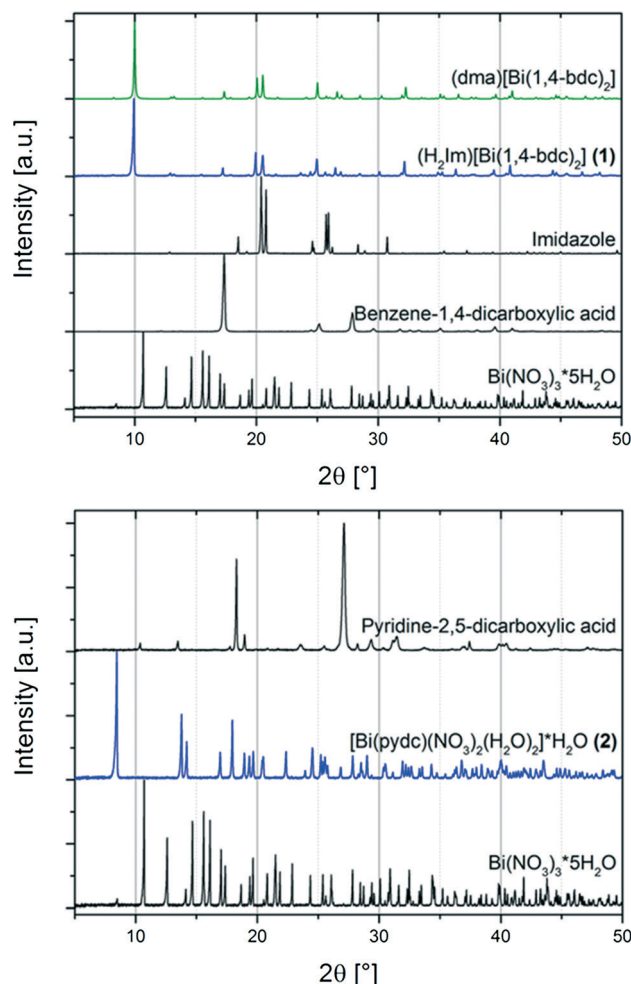 Intensity [a.u.]
(dma)[Bi(1,4-bdc)₂]
(H₂Im)[Bi(1,4-bdc)₂] (1)
Imidazole
Benzene-1,4-dicarboxylic acid
Bi(NO₃)₃*5H₂O
10 20 30 40 50
2θ [°]
Intensity [a.u.]
Pyridine-2,5-dicarboxylic acid
[Bi(pydc)(NO₃)₂(H₂O)₂]*H₂O (2)
Bi(NO₃)₃*5H₂O
10 20 30 40 50
2θ [°]